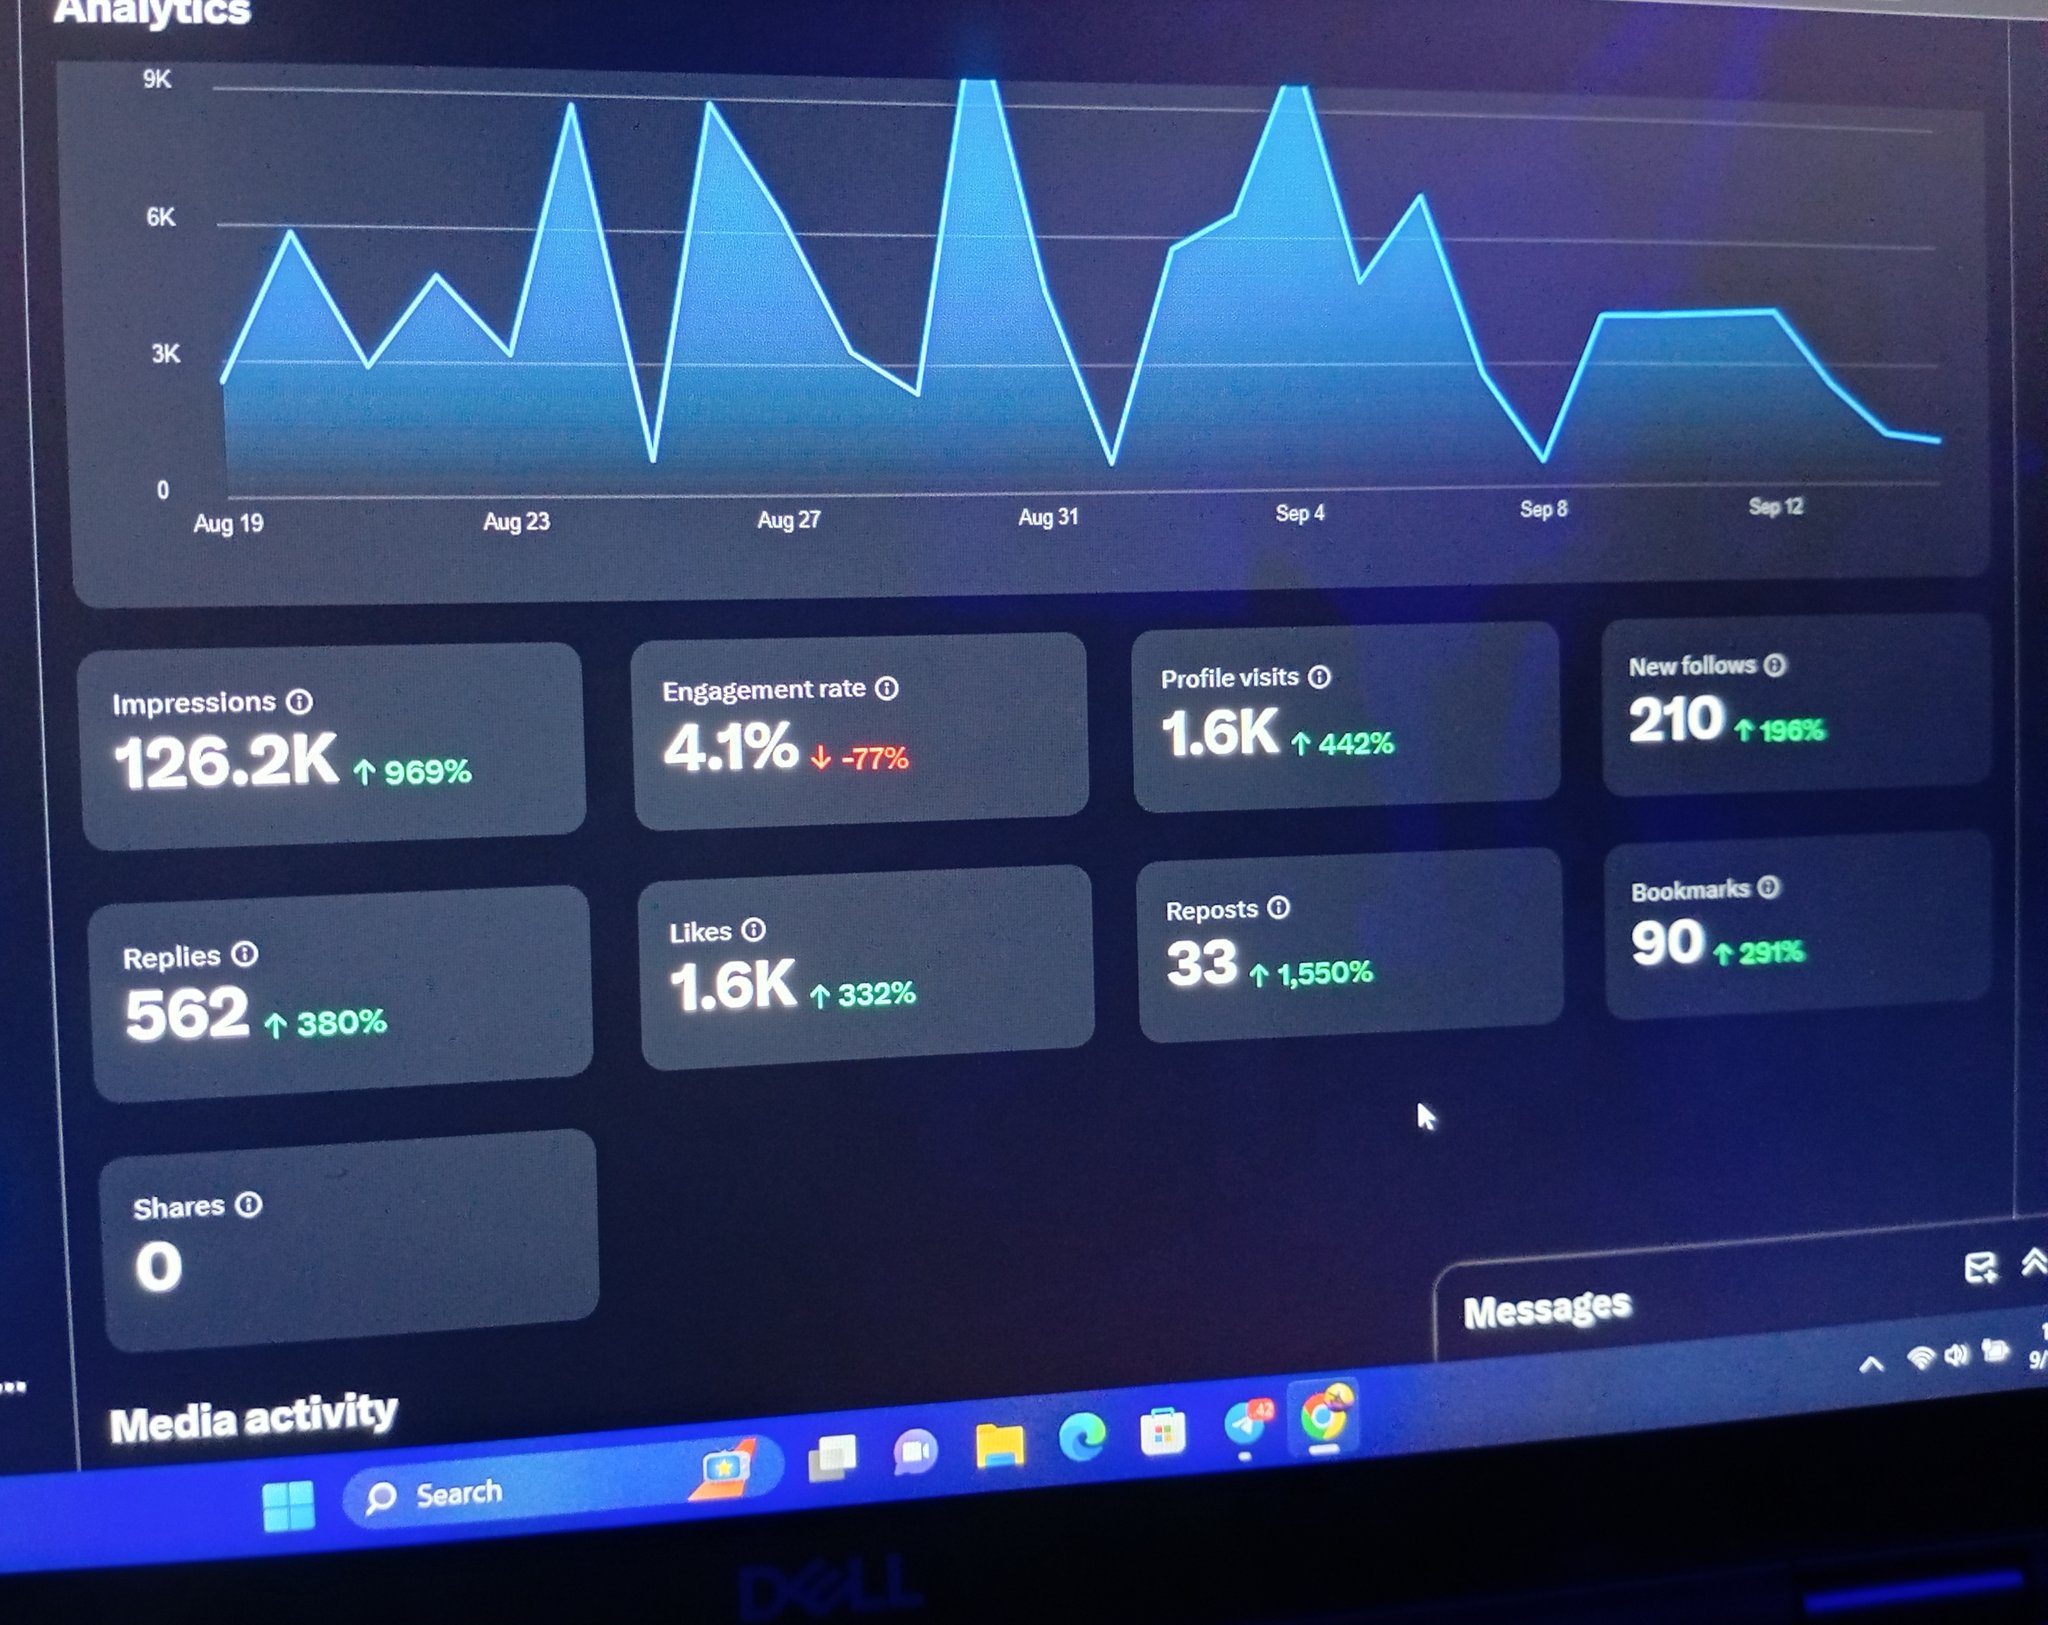 Analytics
9K
6K
3K
0
Aug 19 Aug 23 Aug 27 Aug 31 Sep 4 Sep 8 Sep 12
Impressions
126.2K ↑ 969%
Engagement rate
4.1% ↓ -77%
Profile visits
1.6K ↑ 442%
New follows
210 ↑ 196%
Replies
562 ↑ 380%
Likes
1.6K ↑ 332%
Reposts
33 ↑ 1,550%
Bookmarks
90 ↑ 291%
Shares
0
Messages
Media activity
Search
42
DELL